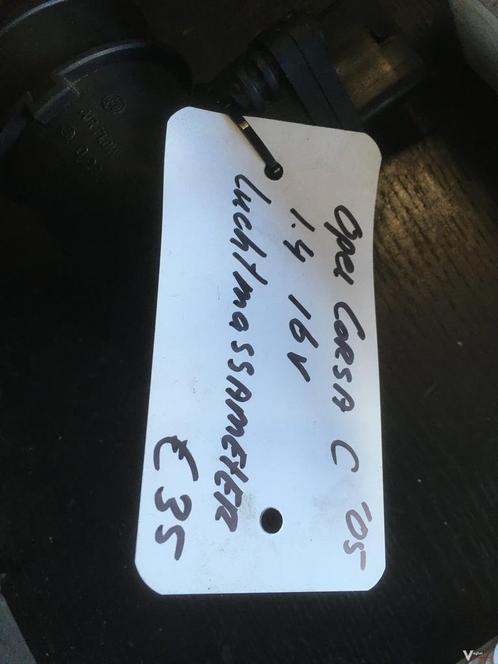 Opel CORSA C '05
1.4 16v
luchtmassAMETER
€ 35